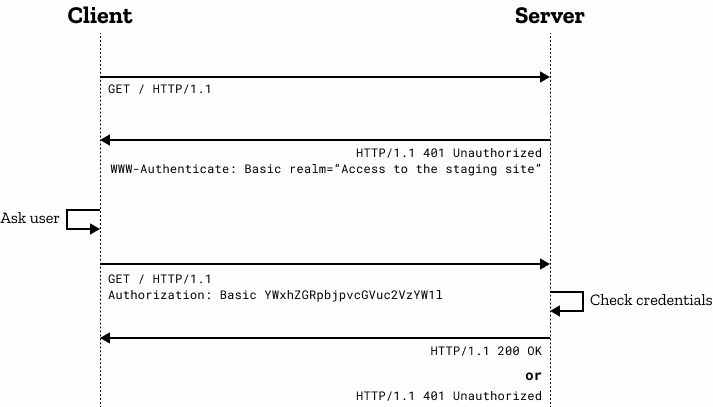 Client
Server
GET / HTTP/1.1
HTTP/1.1 401 Unauthorized
WWW-Authenticate: Basic realm=“Access to the staging site”
Ask user
GET / HTTP/1.1
Authorization: Basic YWxhZGRpbjpvcGVuc2VzYW1l
Check credentials
HTTP/1.1 200 OK
or
HTTP/1.1 401 Unauthorized